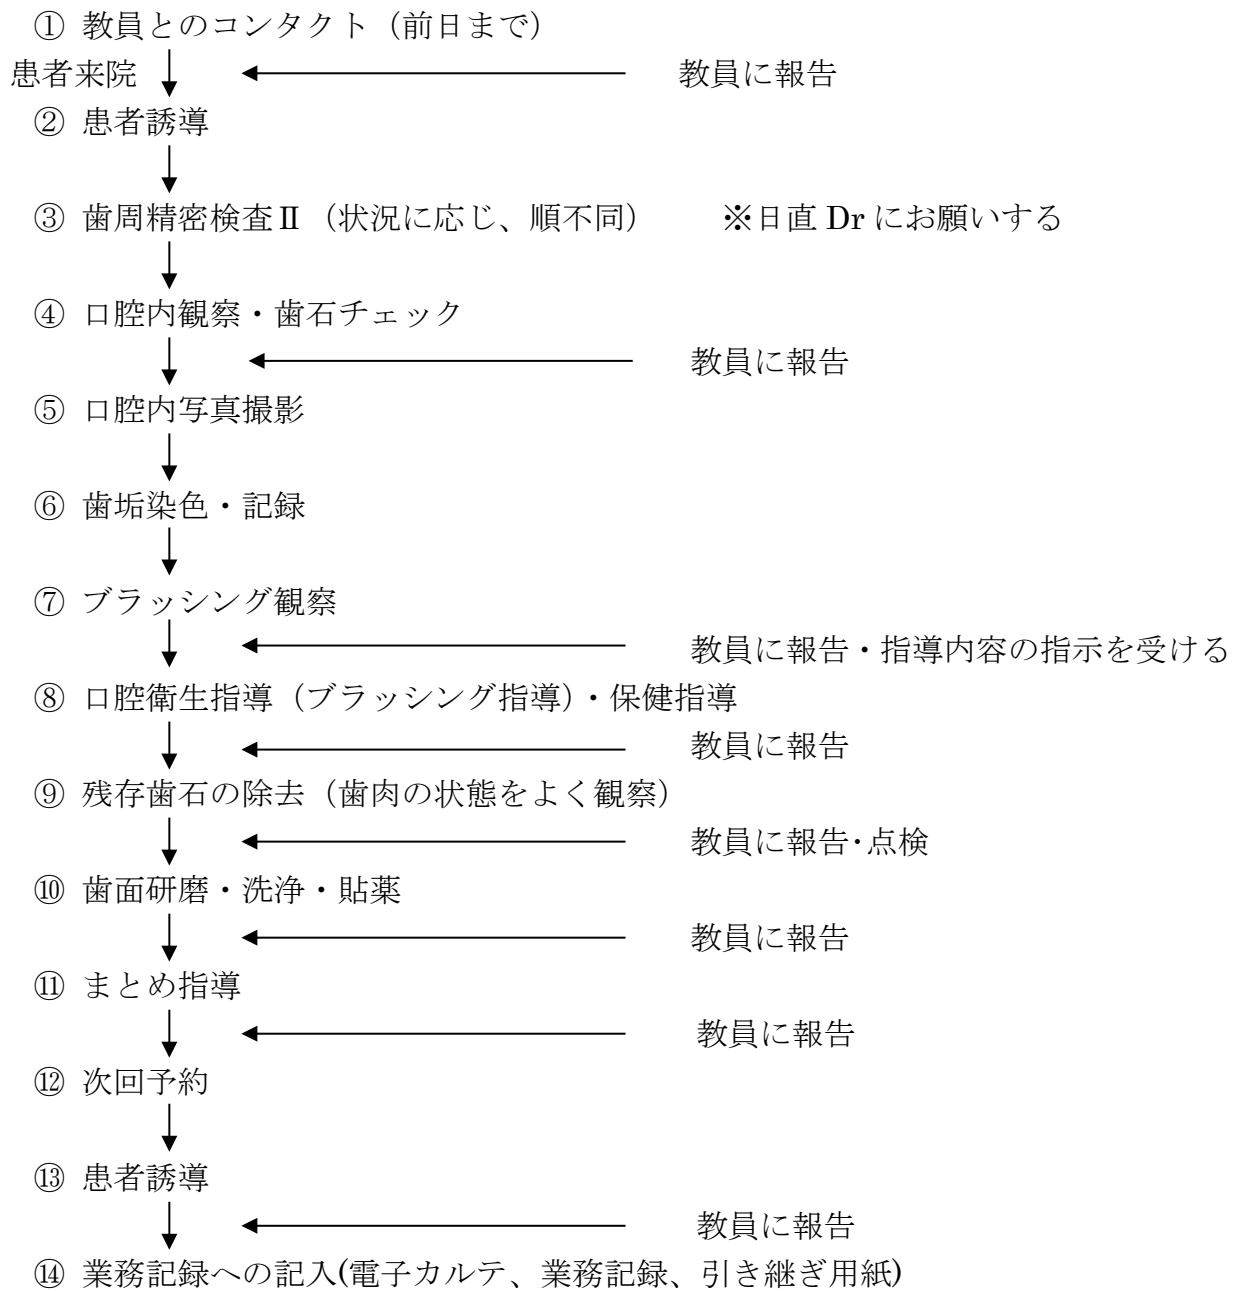 ① 教員とのコンタクト（前日まで）
患者来院 教員に報告
② 患者誘導
③ 歯周精密検査Ⅱ（状況に応じ、順不同） ※日直 Dr にお願いする
④ 口腔内観察・歯石チェック
教員に報告
⑤ 口腔内写真撮影
⑥ 歯垢染色・記録
⑦ ブラッシング観察
教員に報告・指導内容の指示を受ける
⑧ 口腔衛生指導（ブラッシング指導）・保健指導
教員に報告
⑨ 残存歯石の除去（歯肉の状態をよく観察）
教員に報告･点検
⑩ 歯面研磨・洗浄・貼薬
教員に報告
⑪ まとめ指導
教員に報告
⑫ 次回予約
⑬ 患者誘導
教員に報告
⑭ 業務記録への記入(電子カルテ、業務記録、引き継ぎ用紙)